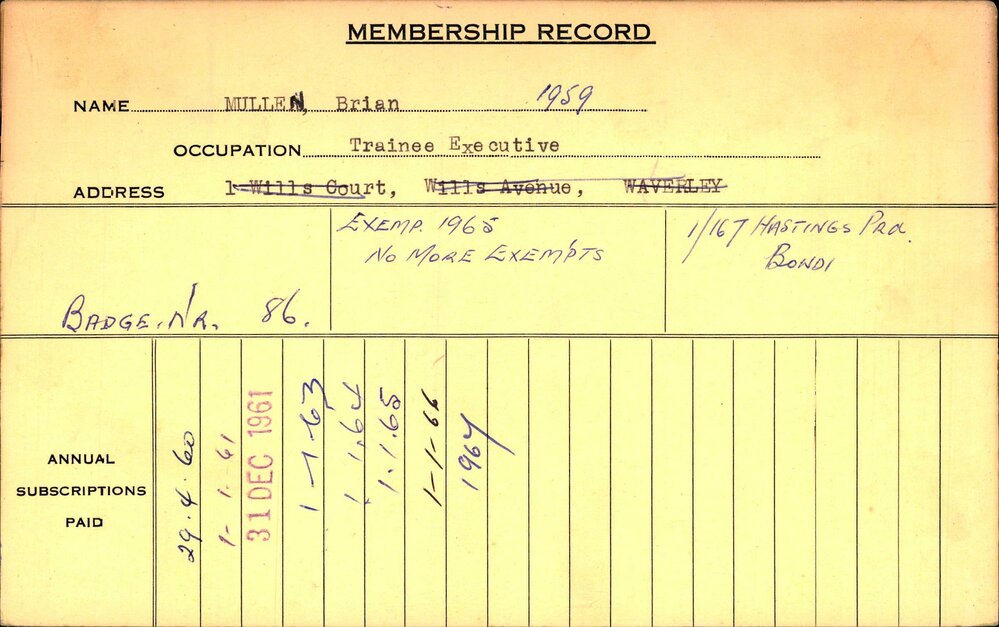 MEMBERSHIP RECORD
NAME MULLEN, Brian 1959
OCCUPATION Trainee Executive
ADDRESS 1 Wills Court, Wills Avenue, WAVERLEY
EXEMP. 1965
NO MORE EXEMPTS
1/167 HASTINGS PRD.
BONDI
BADGE. NR. 86.
ANNUAL
SUBSCRIPTIONS
PAID
29.4.60
1-1-61
31 DEC 1961
1-1-63
1.1.64
1.1.65
1-1-66
1967